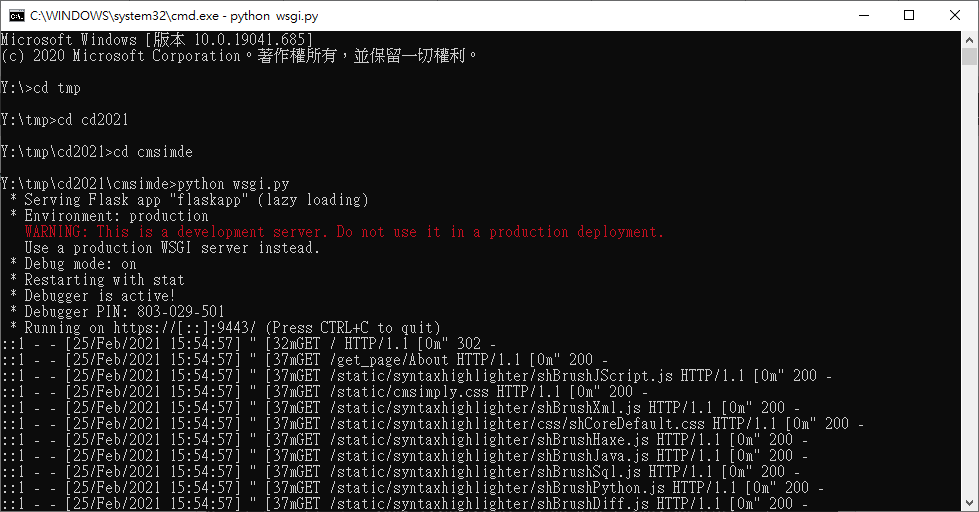 C:\WINDOWS\system32\cmd.exe - python  wsgi.py
Microsoft Windows [版本 10.0.19041.685]
(c) 2020 Microsoft Corporation。著作權所有，並保留一切權利。
Y:\>cd tmp
Y:\tmp>cd cd2021
Y:\tmp\cd2021>cd cmsimde
Y:\tmp\cd2021\cmsimde>python wsgi.py
 * Serving Flask app "flaskapp" (lazy loading)
 * Environment: production
   WARNING: This is a development server. Do not use it in a production deployment.
   Use a production WSGI server instead.
 * Debug mode: on
 * Restarting with stat
 * Debugger is active!
 * Debugger PIN: 803-029-501
 * Running on https://[::]:9443/ (Press CTRL+C to quit)
::1 - - [25/Feb/2021 15:54:57] " [32mGET / HTTP/1.1 [0m" 302 -
::1 - - [25/Feb/2021 15:54:57] " [37mGET /get_page/About HTTP/1.1 [0m" 200 -
::1 - - [25/Feb/2021 15:54:57] " [37mGET /static/syntaxhighlighter/shBrushJScript.js HTTP/1.1 [0m" 200 -
::1 - - [25/Feb/2021 15:54:57] " [37mGET /static/cmsimply.css HTTP/1.1 [0m" 200 -
::1 - - [25/Feb/2021 15:54:57] " [37mGET /static/syntaxhighlighter/shBrushXml.js HTTP/1.1 [0m" 200 -
::1 - - [25/Feb/2021 15:54:57] " [37mGET /static/syntaxhighlighter/css/shCoreDefault.css HTTP/1.1 [0m" 200 -
::1 - - [25/Feb/2021 15:54:57] " [37mGET /static/syntaxhighlighter/shBrushHaxe.js HTTP/1.1 [0m" 200 -
::1 - - [25/Feb/2021 15:54:57] " [37mGET /static/syntaxhighlighter/shBrushJava.js HTTP/1.1 [0m" 200 -
::1 - - [25/Feb/2021 15:54:57] " [37mGET /static/syntaxhighlighter/shBrushSql.js HTTP/1.1 [0m" 200 -
::1 - - [25/Feb/2021 15:54:57] " [37mGET /static/syntaxhighlighter/shBrushPython.js HTTP/1.1 [0m" 200 -
::1 - - [25/Feb/2021 15:54:57] " [37mGET /static/syntaxhighlighter/shBrushDiff.js HTTP/1.1 [0m" 200 -